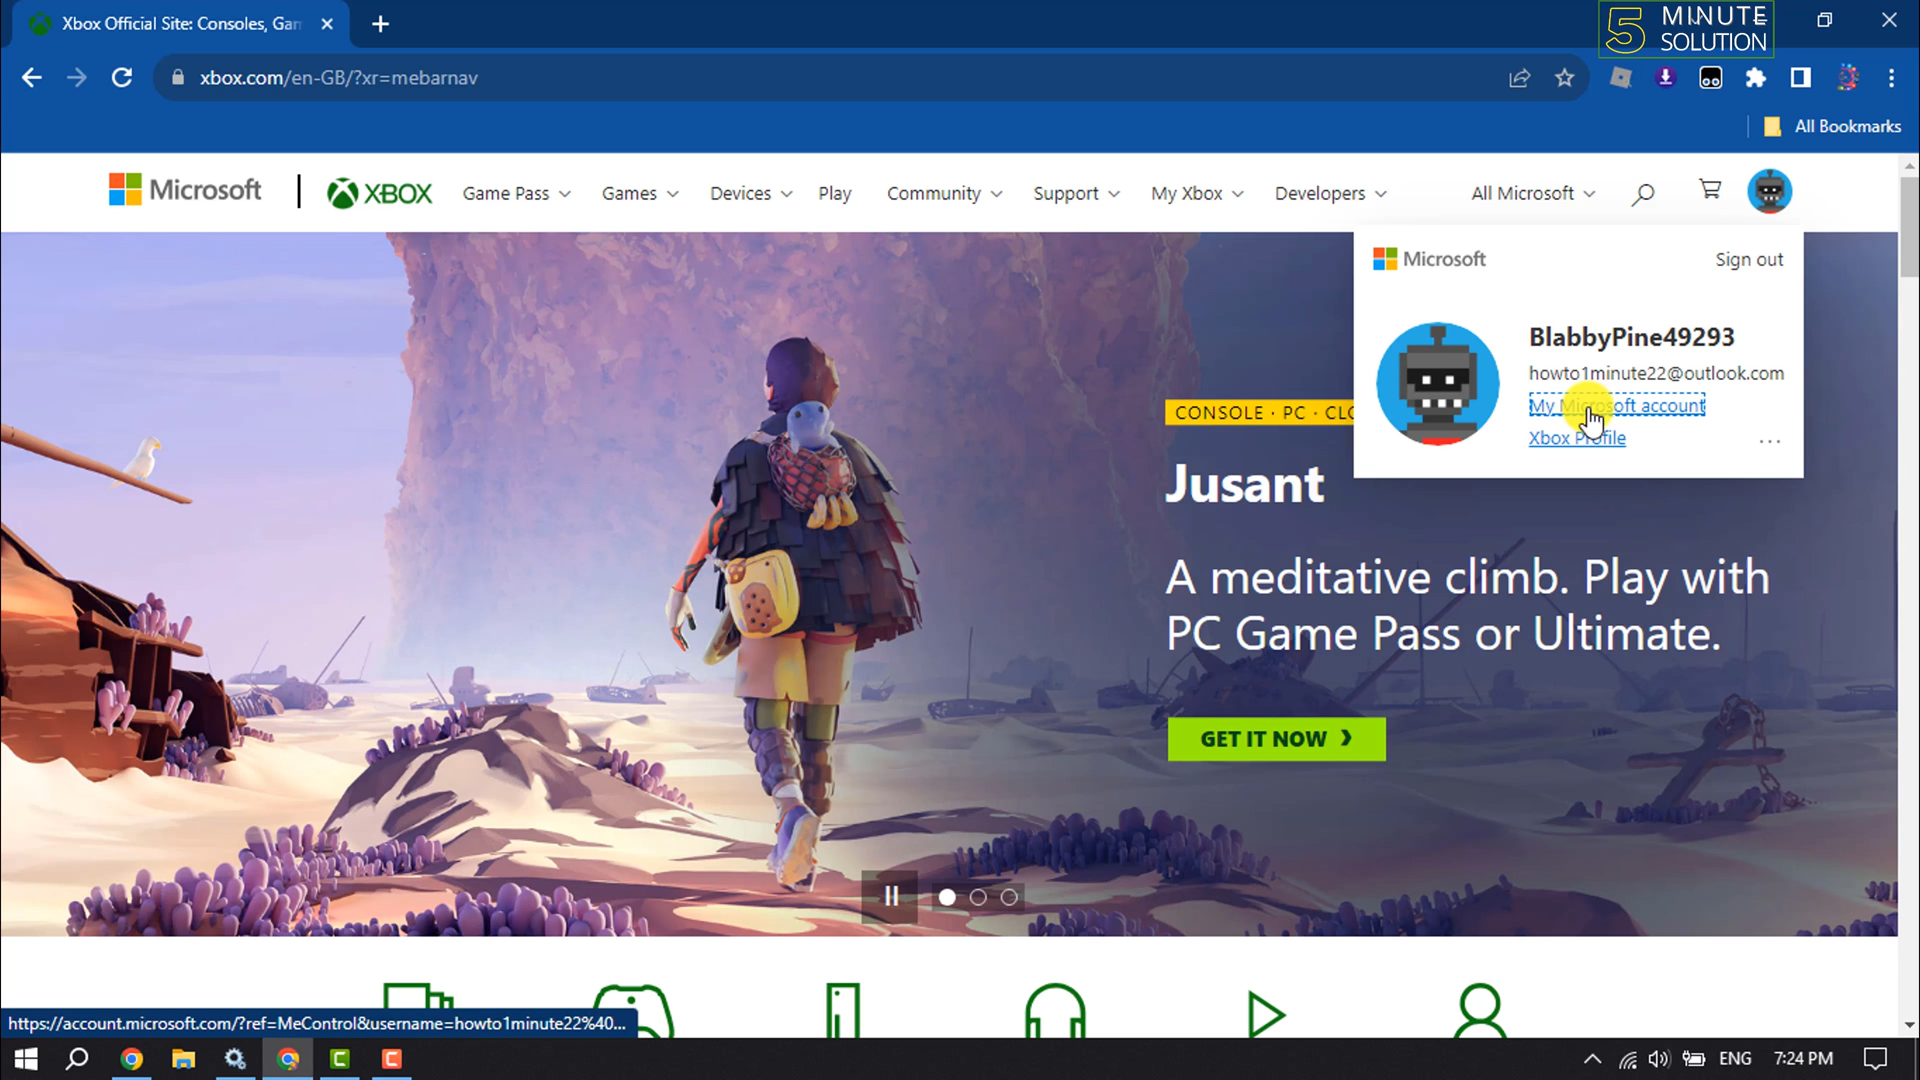 Xbox Official Site: Consoles, Gan
5 MINUTE
SOLUTION
xbox.com/en-GB/?xr=mebarnav
All Bookmarks
Microsoft
XBOX
Game Pass
Games
Devices
Play
Community
Support
My Xbox
Developers
All Microsoft
Microsoft
Sign out
BlabbyPine49293
howto1minute22@outlook.com
My Microsoft account
Xbox Profile
...
CONSOLE · PC · CLO
Jusant
A meditative climb. Play with
PC Game Pass or Ultimate.
GET IT NOW
https://account.microsoft.com/?ref=MeControl&username=howto1minute22%40...
ENG
7:24 PM